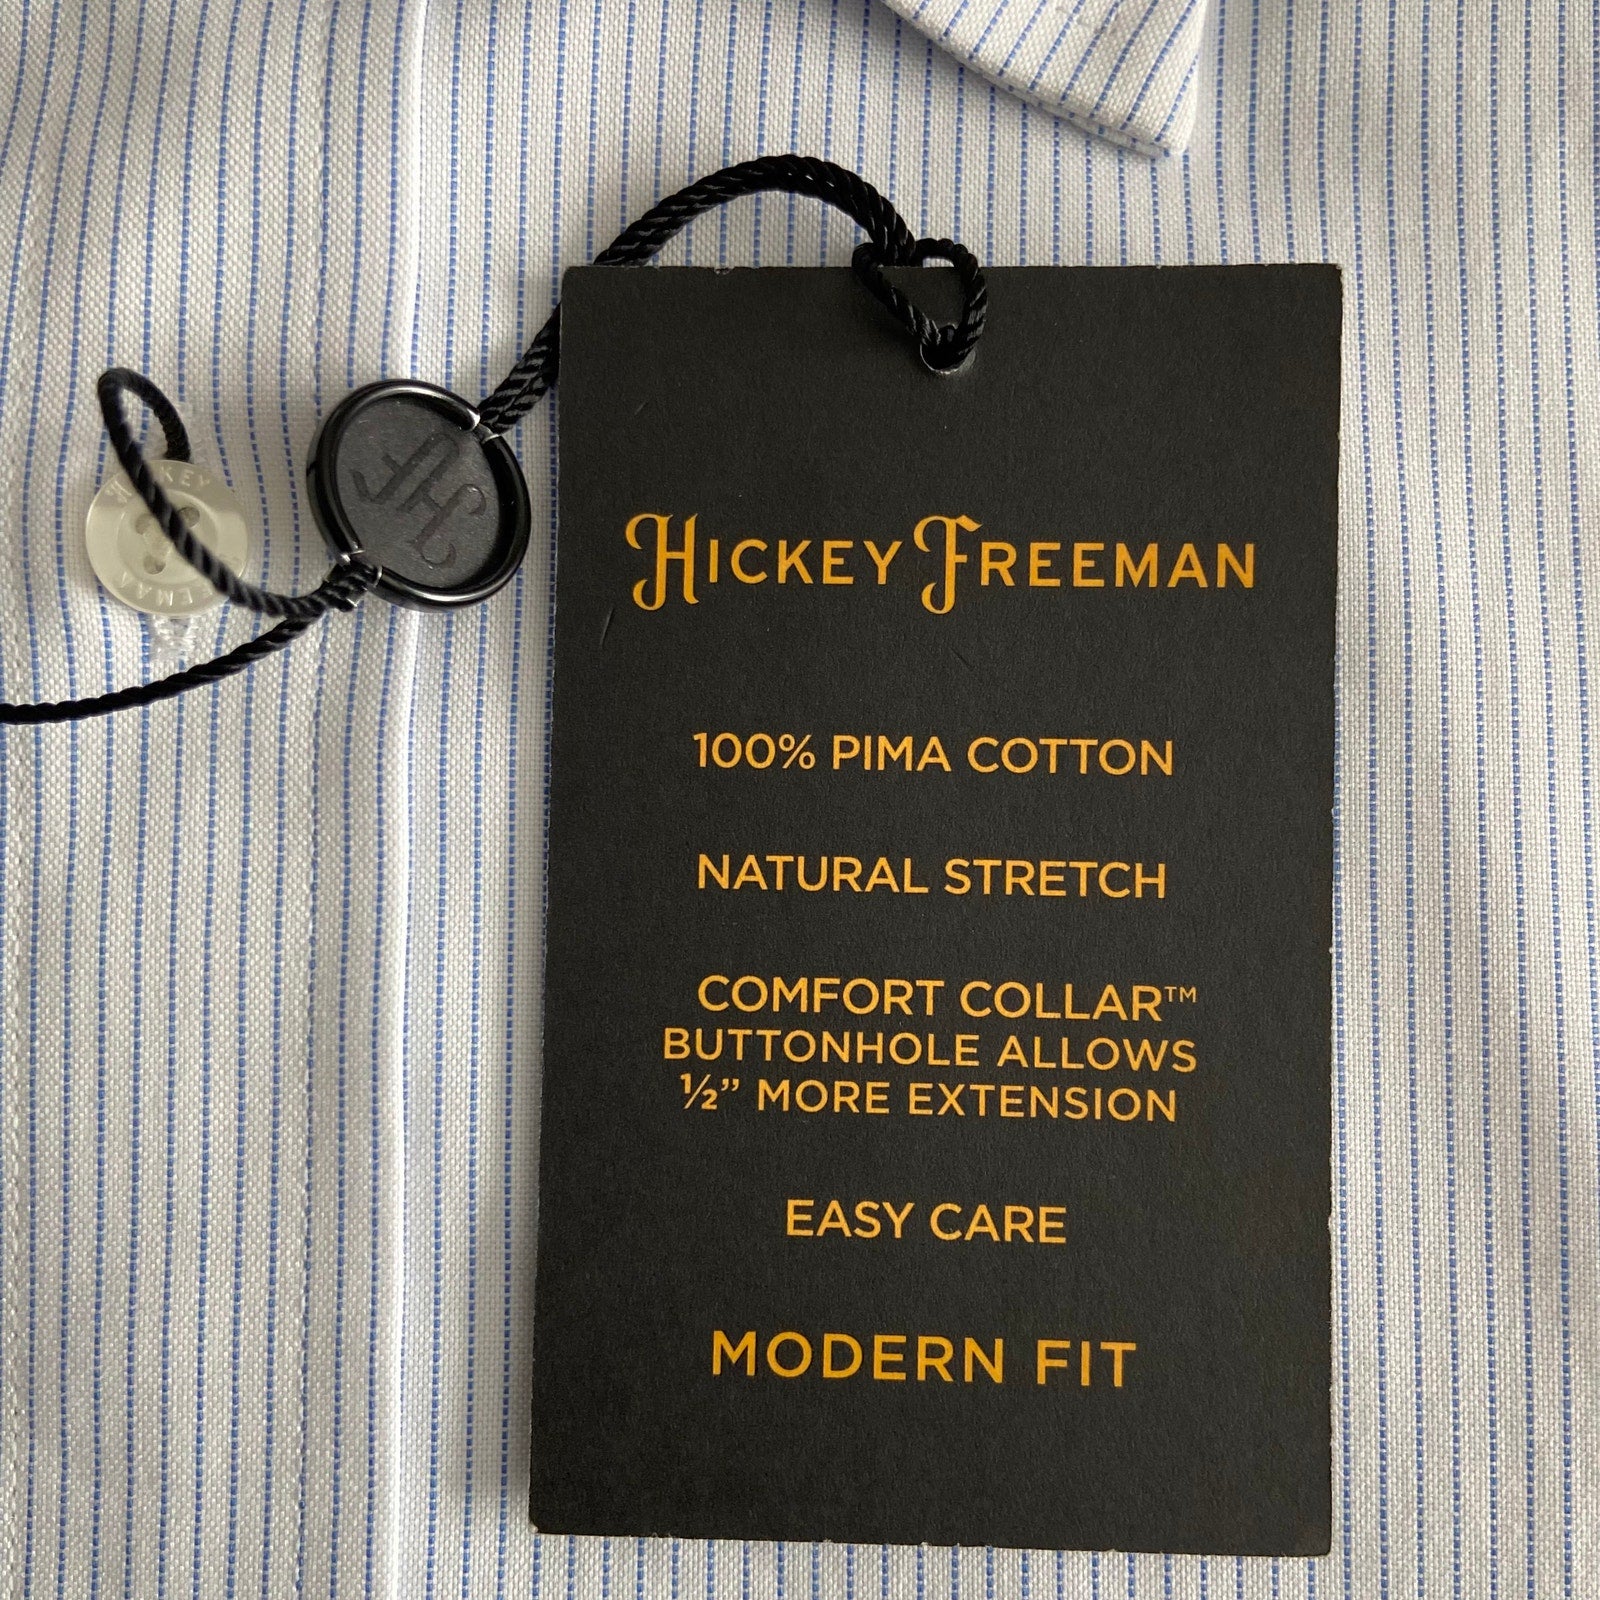 HICKEY FREEMAN
100% PIMA COTTON
NATURAL STRETCH
COMFORT COLLAR™
BUTTONHOLE ALLOWS
½” MORE EXTENSION
EASY CARE
MODERN FIT
HF